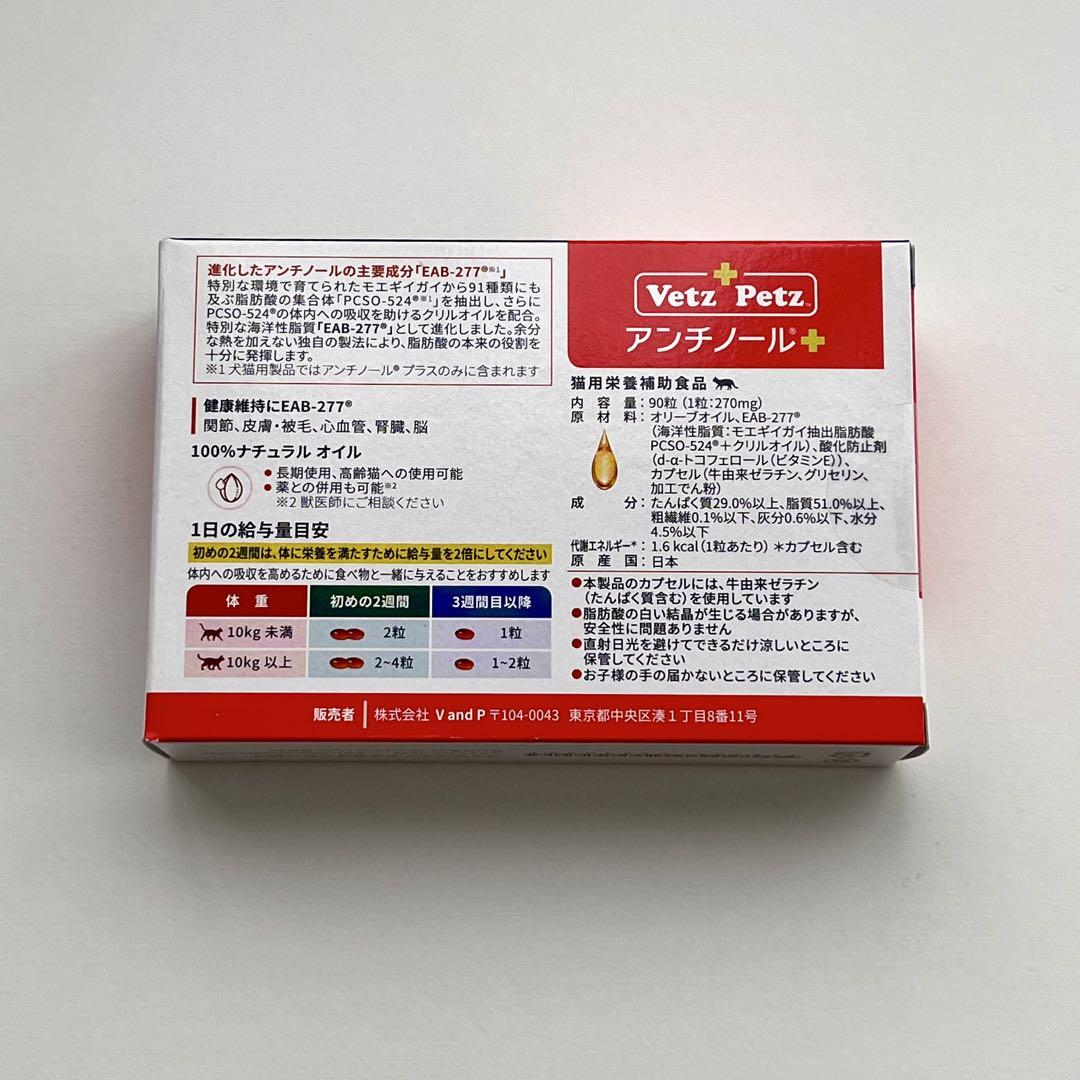 進化したアンチノールの主要成分「EAB-277®※1」
特別な環境で育てられたモエギイガイから91種類にも
及ぶ脂肪酸の集合体「PCSO-524®※1」を抽出し、さらに
PCSO-524®の体内への吸収を助けるクリルオイルを配合。
特別な海洋性脂質「EAB-277®」として進化しました。余分
な熱を加えない独自の製法により、脂肪酸の本来の役割を
十分に発揮します。
※1 犬猫用製品ではアンチノール® プラスのみに含まれます
健康維持にEAB-277®
関節、皮膚・被毛、心血管、腎臓、脳
100%ナチュラル オイル
●長期使用、高齢猫への使用可能
●薬との併用も可能※2
※2 獣医師にご相談ください
1日の給与量目安
初めの2週間は、体に栄養を満たすために給与量を2倍にしてください
体内への吸収を高めるために食べ物と一緒に与えることをおすすめします
体 重 初めの2週間 3週間目以降
10kg 未満 2粒 1粒
10kg 以上 2~4粒 1~2粒
Vetz Petz™
アンチノール®+
猫用栄養補助食品
内容量:90粒(1粒:270mg)
原材料:オリーブオイル、EAB-277®
(海洋性脂質:モエギイガイ抽出脂肪酸
PCSO-524®+クリルオイル)、酸化防止剤
(d-α-トコフェロール(ビタミンE))、
カプセル(牛由来ゼラチン、グリセリン、
加工でん粉)
成分:たんぱく質29.0%以上、脂質51.0%以上、
粗繊維0.1%以下、灰分0.6%以下、水分
4.5%以下
代謝エネルギー*:1.6 kcal(1粒あたり) *カプセル含む
原産国:日本
●本製品のカプセルには、牛由来ゼラチン
(たんぱく質含む)を使用しています
●脂肪酸の白い結晶が生じる場合がありますが、
安全性に問題ありません
●直射日光を避けてできるだけ涼しいところに
保管してください
●お子様の手の届かないところに保管してください
販売者 株式会社 V and P 〒104-0043 東京都中央区湊1丁目8番11号